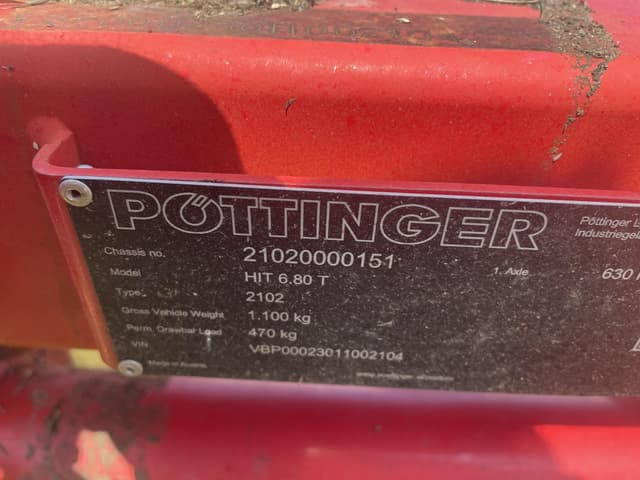 PÖTTINGER
Pöttinger L
Industriegel
Chassis no. 21020000151 1. Axle 630
Model HIT 6.80 T
Type 2102
Gross Vehicle Weight 1.100 kg
Perm. Drawbar Load 470 kg
VIN VBP00023011002104
Made in Austria